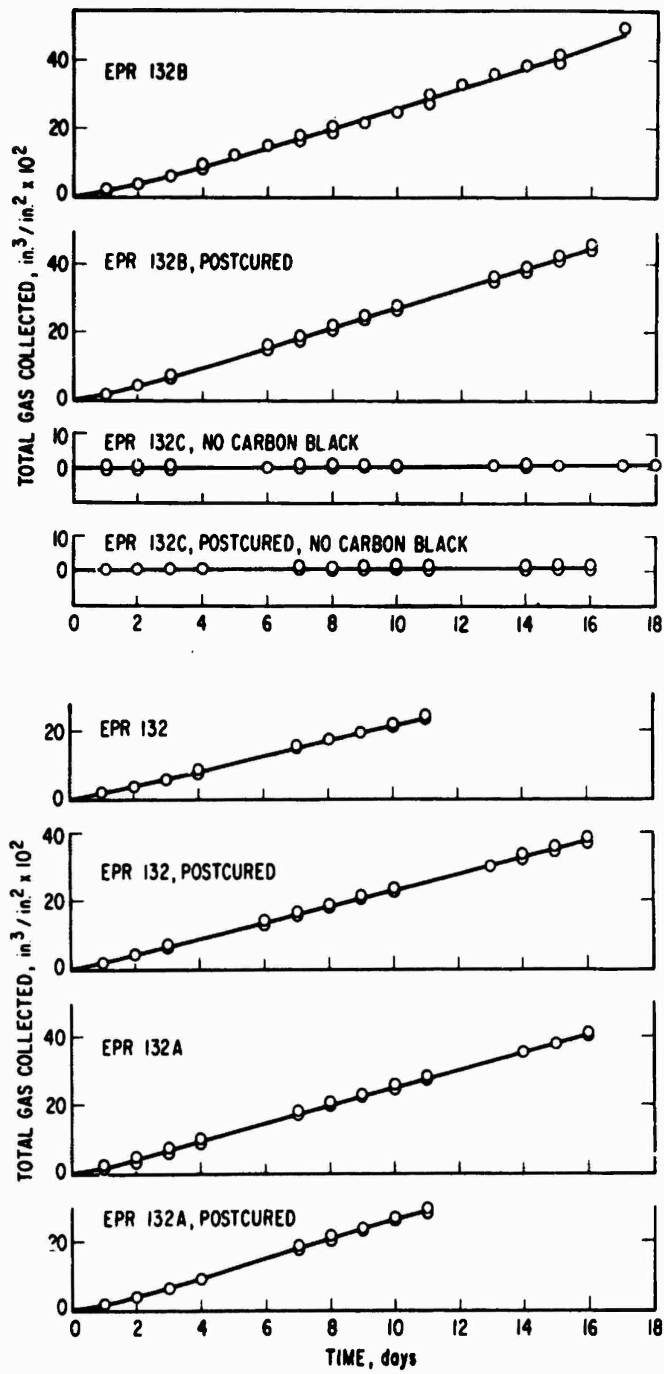 TOTAL GAS COLLECTED, in.³/in.² x 10²
EPR 132B
40
20
0
EPR 132B, POSTCURED
40
20
0
EPR 132C, NO CARBON BLACK
10
0
EPR 132C, POSTCURED, NO CARBON BLACK
10
0
0 2 4 6 8 10 12 14 16 18
TOTAL GAS COLLECTED, in.³/in.² x 10²
EPR 132
20
0
EPR 132, POSTCURED
40
20
0
EPR 132A
40
20
0
EPR 132A, POSTCURED
20
0
0 2 4 6 8 10 12 14 16 18
TIME, days